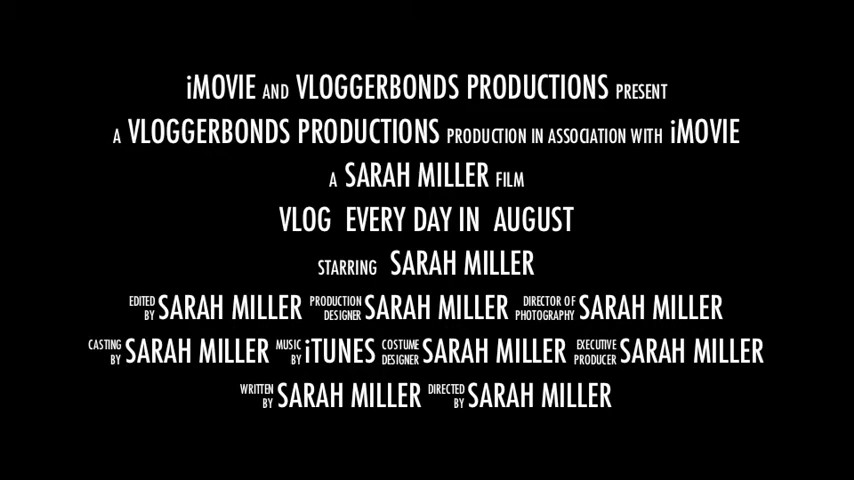 iMOVIE AND VLOGGERBONDS PRODUCTIONS PRESENT
A VLOGGERBONDS PRODUCTIONS PRODUCTION IN ASSOCIATION WITH iMOVIE
A SARAH MILLER FILM
VLOG EVERY DAY IN AUGUST
STARRING SARAH MILLER
EDITED BY SARAH MILLER PRODUCTION DESIGNER SARAH MILLER DIRECTOR OF PHOTOGRAPHY SARAH MILLER
CASTING BY SARAH MILLER MUSIC BY iTUNES COSTUME DESIGNER SARAH MILLER EXECUTIVE PRODUCER SARAH MILLER
WRITTEN BY SARAH MILLER DIRECTED BY SARAH MILLER